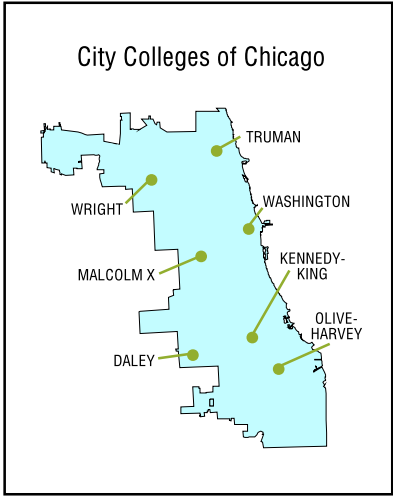 City Colleges of Chicago
TRUMAN
WRIGHT
WASHINGTON
MALCOLM X
KENNEDY-
KING
OLIVE-
HARVEY
DALEY